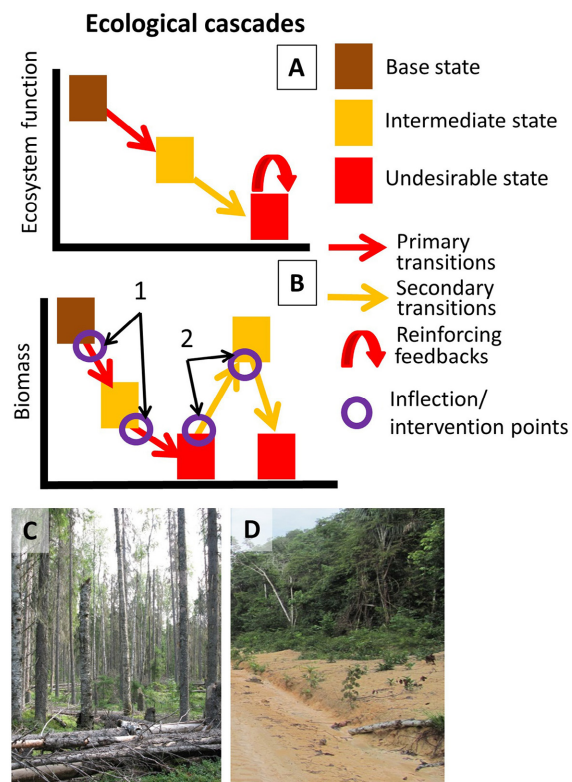 Ecological cascades
A
Ecosystem function
Base state
Intermediate state
Undesirable state
Primary
transitions
Secondary
transitions
Reinforcing
feedbacks
Inflection/
intervention points
B
Biomass
1
2
C
D